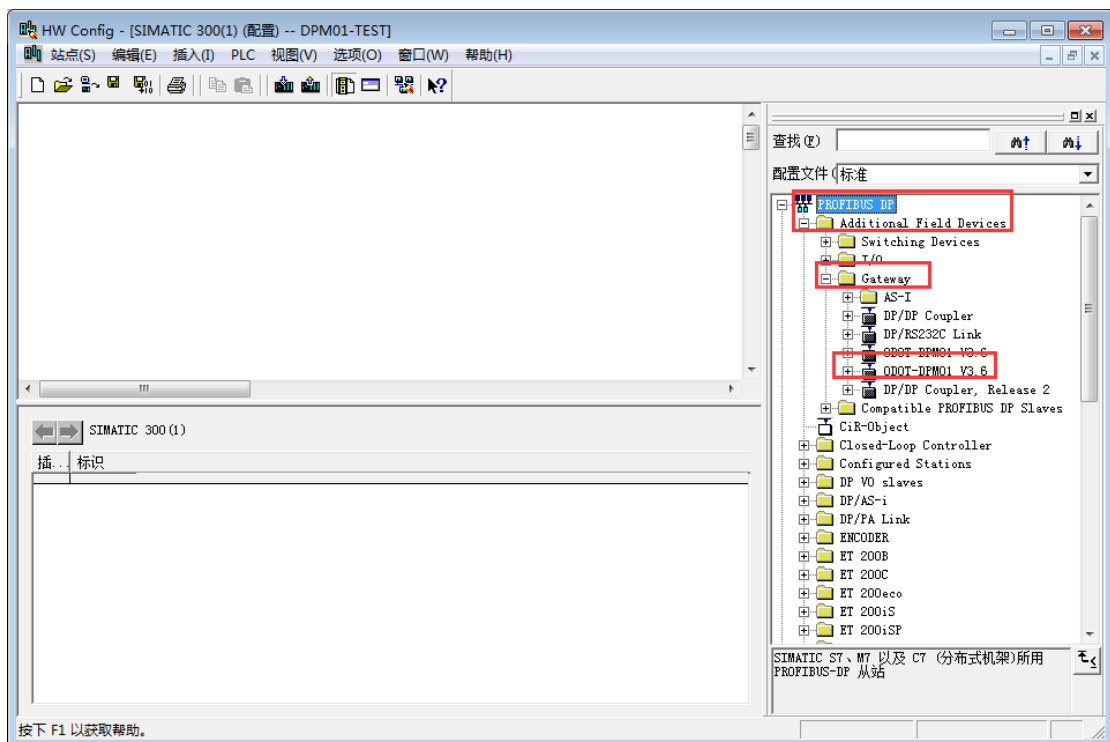 HW Config - [SIMATIC 300(1) (配置) -- DPM01-TEST]
站点(S) 编辑(E) 插入(I) PLC 视图(V) 选项(O) 窗口(W) 帮助(H)
查找(F)
配置文件(标准
PROFIBUS DP
Additional Field Devices
Switching Devices
I/O
Gateway
AS-I
DP/DP Coupler
DP/RS232C Link
ODOT-DPM01 V3.6
ODOT-DPM01 V3.6
DP/DP Coupler, Release 2
Compatible PROFIBUS DP Slaves
CiR-Object
Closed-Loop Controller
Configured Stations
DP V0 slaves
DP/AS-i
DP/PA Link
ENCODER
ET 200B
ET 200C
ET 200eco
ET 200iS
ET 200iSP
SIMATIC 300(1)
插... 标识
SIMATIC S7、M7 以及 C7 (分布式机架)所用
PROFIBUS-DP 从站
按下 F1 以获取帮助。